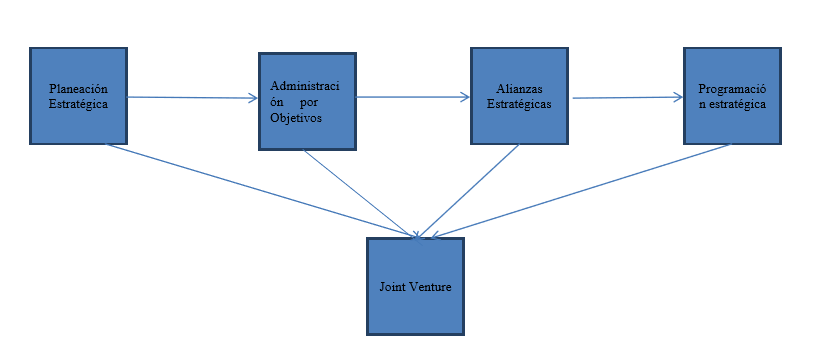 Planeación
Estratégica
Administraci
ón por
Objetivos
Alianzas
Estratégicas
Programació
n estratégica
Joint Venture